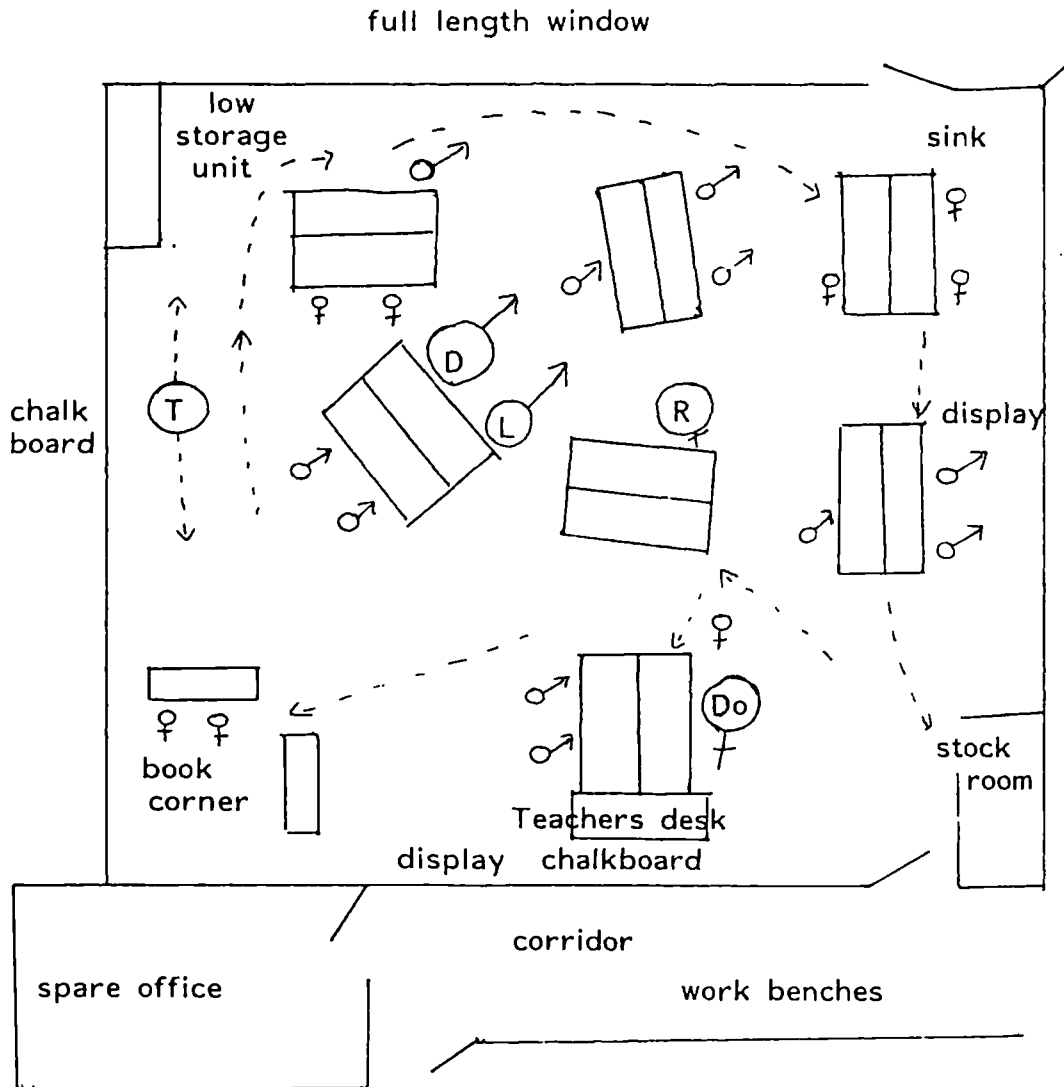 full length window
low
storage
unit
sink
D
T
chalk
board
L
R
display
Do
book
corner
stock
room
Teachers desk
display chalkboard
corridor
spare office
work benches